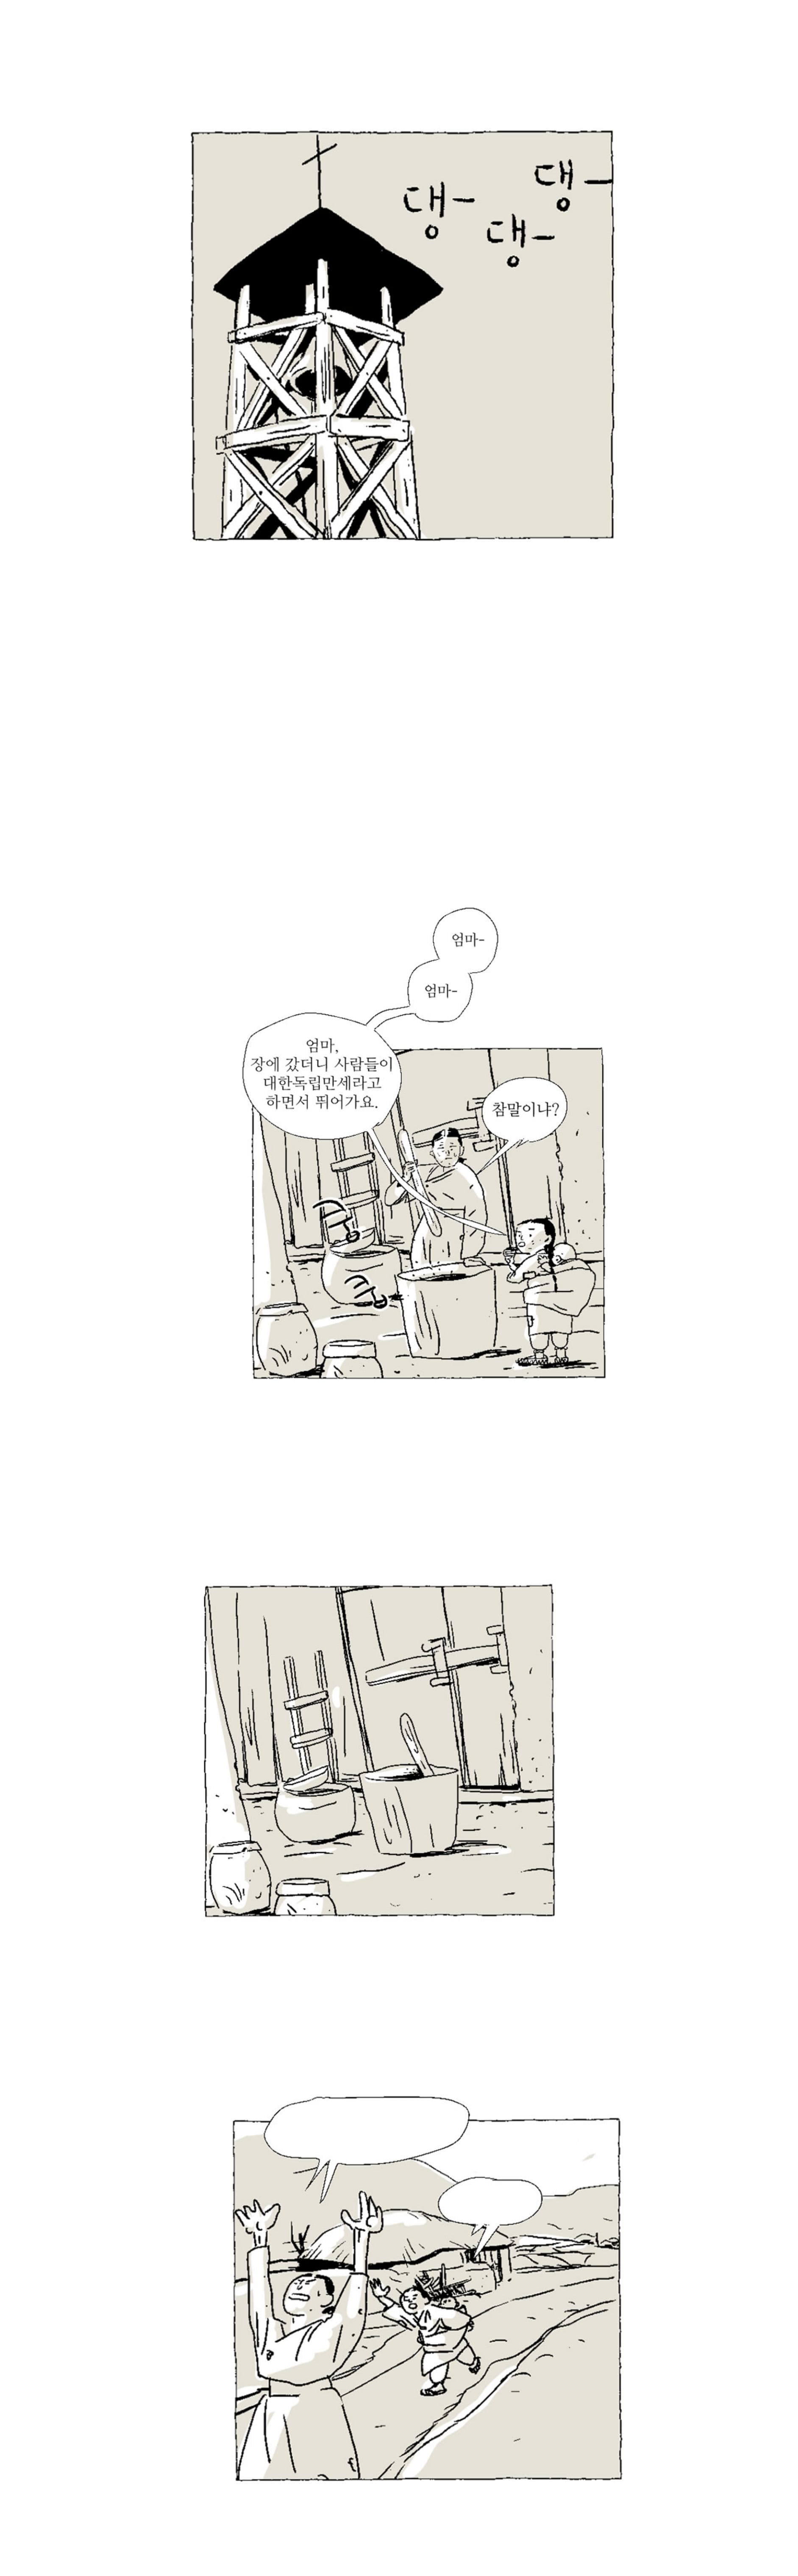 댕-
댕-
댕-
엄마-
엄마-
엄마,
장에 갔더니 사람들이
대한독립만세라고
하면서 뛰어가요.
참말이냐?
쿵
쿵